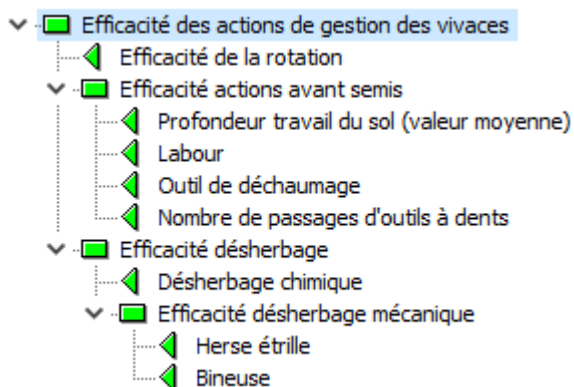 Efficacité des actions de gestion des vivaces
Efficacité de la rotation
Efficacité actions avant semis
Profondeur travail du sol (valeur moyenne)
Labour
Outil de déchaumage
Nombre de passages d'outils à dents
Efficacité désherbage
Désherbage chimique
Efficacité désherbage mécanique
Herse étrille
Bineuse